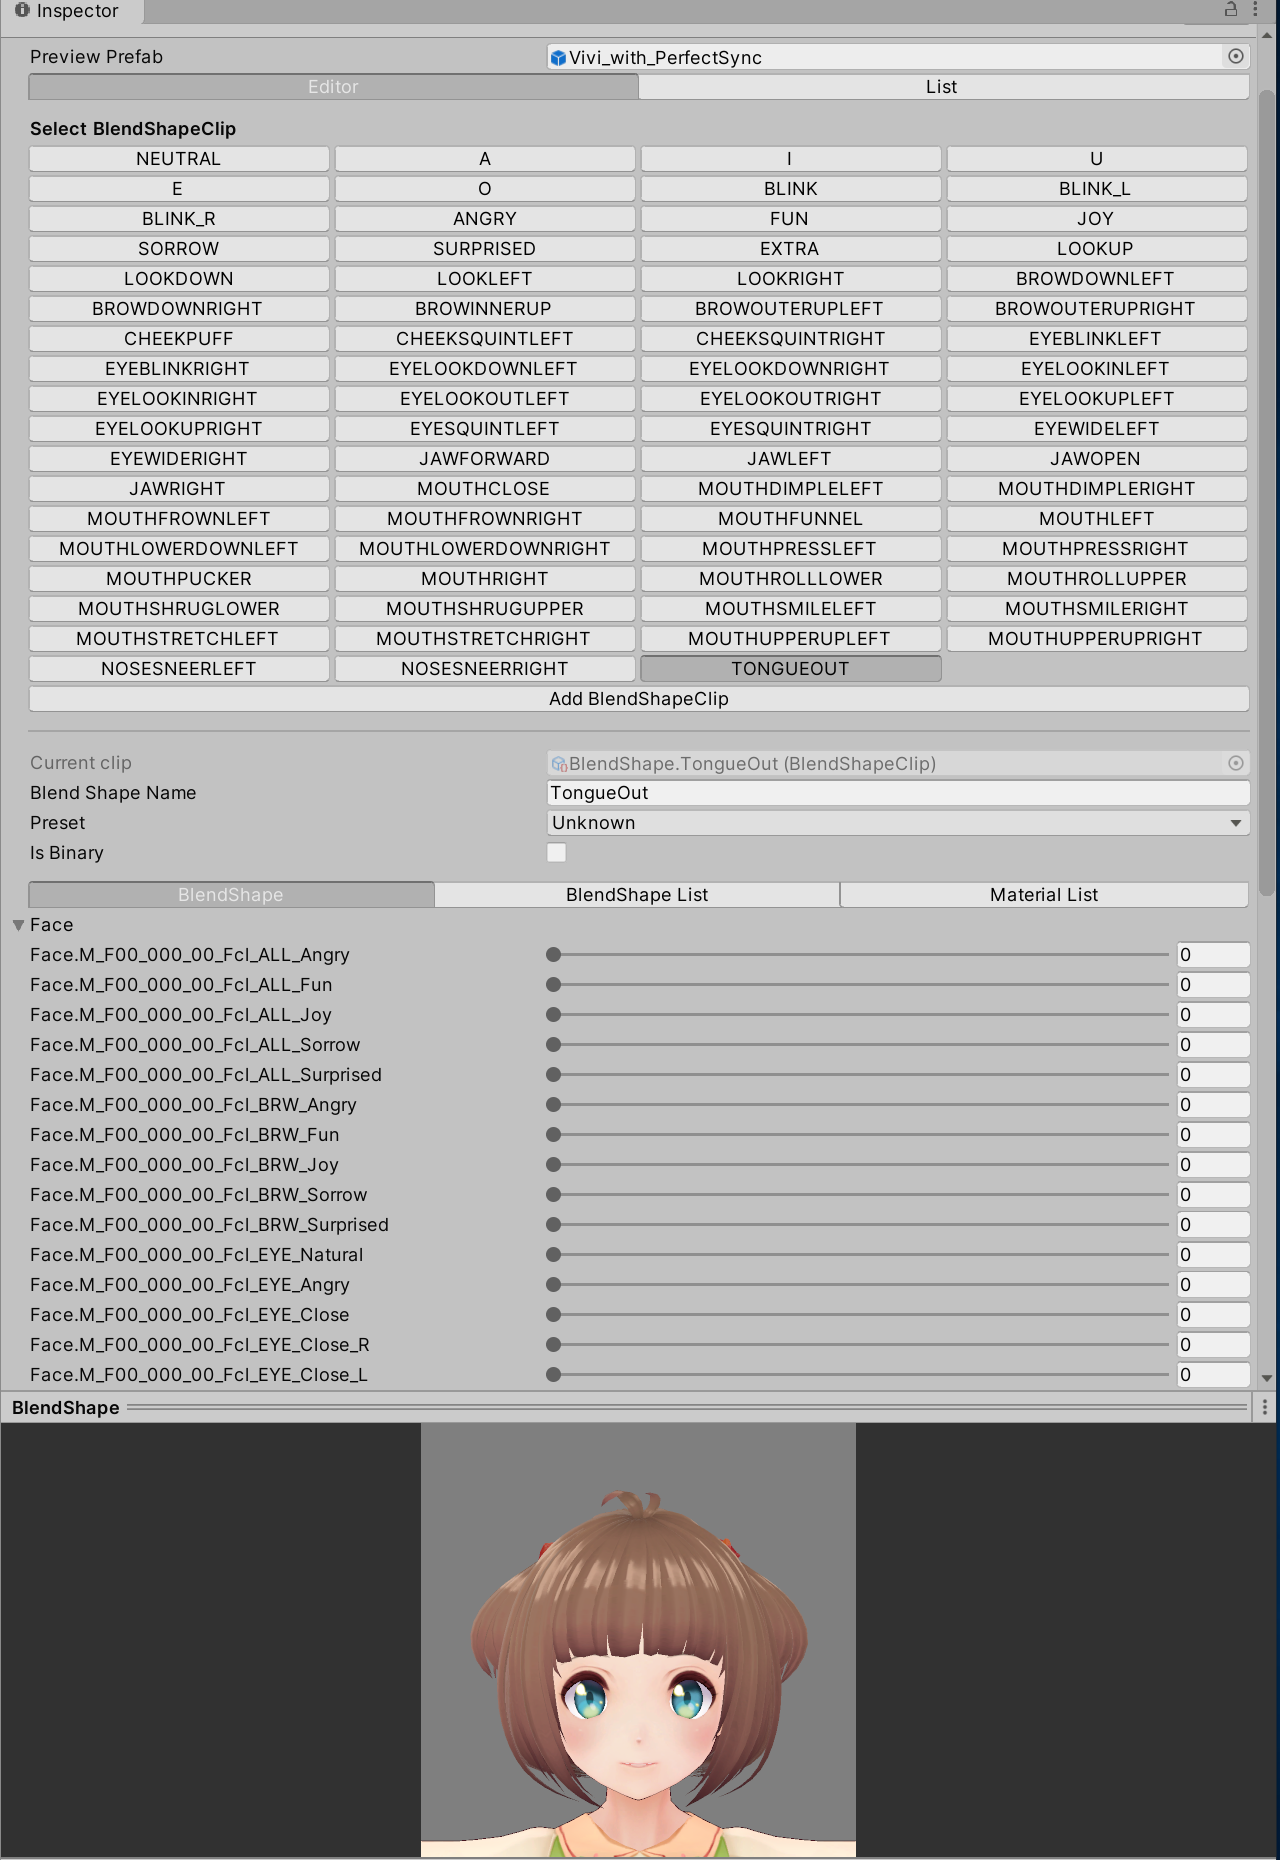 Inspector
Preview Prefab Vivi_with_PerfectSync
Editor List
Select BlendShapeClip
NEUTRAL A I U
E O BLINK BLINK_L
BLINK_R ANGRY FUN JOY
SORROW SURPRISED EXTRA LOOKUP
LOOKDOWN LOOKLEFT LOOKRIGHT BROWDOWNLEFT
BROWDOWNRIGHT BROWINNERUP BROWOUTERUPLEFT BROWOUTERUPRIGHT
CHEEKPUFF CHEEKSQUINTLEFT CHEEKSQUINTRIGHT EYEBLINKLEFT
EYEBLINKRIGHT EYELOOKDOWNLEFT EYELOOKDOWNRIGHT EYELOOKINLEFT
EYELOOKINRIGHT EYELOOKOUTLEFT EYELOOKOUTRIGHT EYELOOKUPLEFT
EYELOOKUPRIGHT EYESQUINTLEFT EYESQUINTRIGHT EYEWIDELEFT
EYEWIDERIGHT JAWFORWARD JAWLEFT JAWOPEN
JAWRIGHT MOUTHCLOSE MOUTHDIMPLELEFT MOUTHDIMPLERIGHT
MOUTHFROWNLEFT MOUTHFROWNRIGHT MOUTHFUNNEL MOUTHLEFT
MOUTHLOWERDOWNLEFT MOUTHLOWERDOWNRIGHT MOUTHPRESSLEFT MOUTHPRESSRIGHT
MOUTHPUCKER MOUTHRIGHT MOUTHROLLLOWER MOUTHROLLUPPER
MOUTHSHRUGLOWER MOUTHSHRUGUPPER MOUTHSMILELEFT MOUTHSMILERIGHT
MOUTHSTRETCHLEFT MOUTHSTRETCHRIGHT MOUTHUPPERUPLEFT MOUTHUPPERUPRIGHT
NOSESNEERLEFT NOSESNEERRIGHT TONGUEOUT
Add BlendShapeClip
Current clip BlendShape.TongueOut (BlendShapeClip)
Blend Shape Name TongueOut
Preset Unknown
Is Binary
BlendShape BlendShape List Material List
Face
Face.M_F00_000_00_Fcl_ALL_Angry 0
Face.M_F00_000_00_Fcl_ALL_Fun 0
Face.M_F00_000_00_Fcl_ALL_Joy 0
Face.M_F00_000_00_Fcl_ALL_Sorrow 0
Face.M_F00_000_00_Fcl_ALL_Surprised 0
Face.M_F00_000_00_Fcl_BRW_Angry 0
Face.M_F00_000_00_Fcl_BRW_Fun 0
Face.M_F00_000_00_Fcl_BRW_Joy 0
Face.M_F00_000_00_Fcl_BRW_Sorrow 0
Face.M_F00_000_00_Fcl_BRW_Surprised 0
Face.M_F00_000_00_Fcl_EYE_Natural 0
Face.M_F00_000_00_Fcl_EYE_Angry 0
Face.M_F00_000_00_Fcl_EYE_Close 0
Face.M_F00_000_00_Fcl_EYE_Close_R 0
Face.M_F00_000_00_Fcl_EYE_Close_L 0
BlendShape